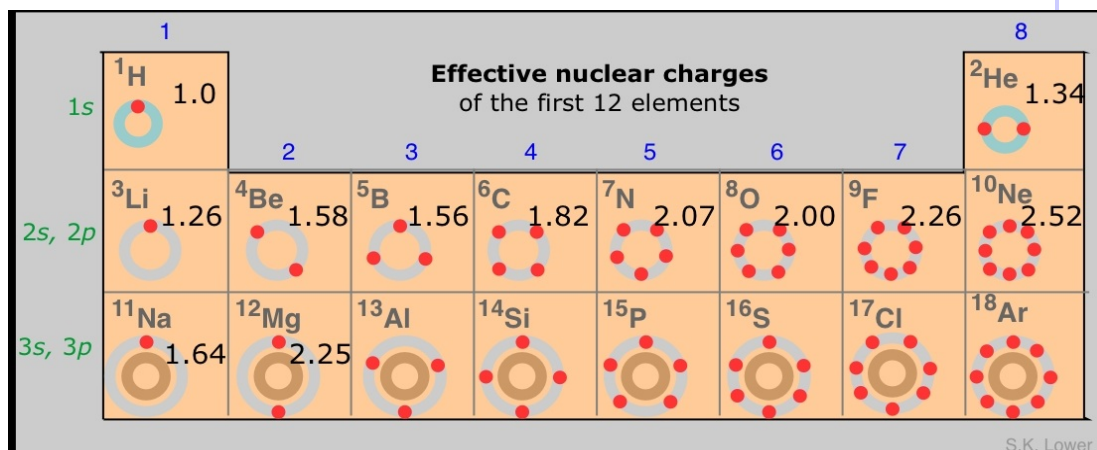 1 8
Effective nuclear charges
of the first 12 elements
1s ¹H 1.0 ²He 1.34
2 3 4 5 6 7
2s, 2p ³Li 1.26 ⁴Be 1.58 ⁵B 1.56 ⁶C 1.82 ⁷N 2.07 ⁸O 2.00 ⁹F 2.26 ¹⁰Ne 2.52
3s, 3p ¹¹Na 1.64 ¹²Mg 2.25 ¹³Al ¹⁴Si ¹⁵P ¹⁶S ¹⁷Cl ¹⁸Ar
S.K. Lower